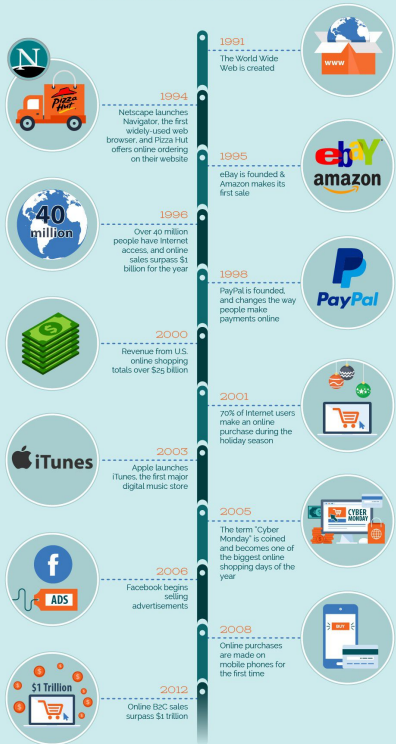 1991
The World Wide
Web is created
www
N
Pizza
Hut
1994
Netscape launches
Navigator, the first
widely-used web
browser, and Pizza Hut
offers online ordering
on their website
1995
eBay is founded &
Amazon makes its
first sale
ebay
amazon
40
million
1996
Over 40 million
people have Internet
access, and online
sales surpass $1
billion for the year
1998
PayPal is founded,
and changes the way
people make
payments online
P
PayPal
$
2000
Revenue from U.S.
online shopping
totals over $25 billion
2001
70% of Internet users
make an online
purchase during the
holiday season
iTunes
2003
Apple launches
iTunes, the first major
digital music store
2005
The term "Cyber
Monday" is coined
and becomes one of
the biggest online
shopping days of the
year
CYBER
MONDAY
f
ADS
2006
Facebook begins
selling
advertisements
2008
Online purchases
are made on
mobile phones for
the first time
BUY
$1 Trillion
2012
Online B2C sales
surpass $1 trillion